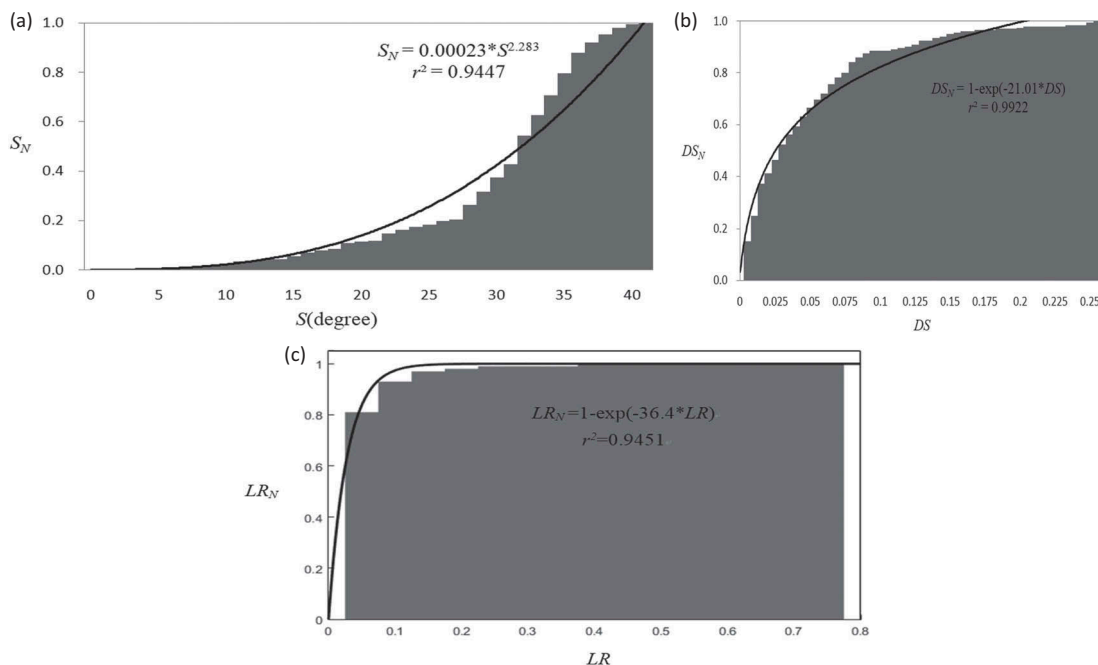 (a)
1.0
0.8
0.6
0.4
0.2
0.0
S_N
S_N = 0.00023*S^2.283
r² = 0.9447
0 5 10 15 20 25 30 35 40
S(degree)
(b)
1.0
0.8
0.6
0.4
0.2
0.0
DS_N
DS_N = 1-exp(-21.01*DS)
r² = 0.9922
0 0.025 0.05 0.075 0.1 0.125 0.15 0.175 0.2 0.225 0.25
DS
(c)
1
0.8
0.6
0.4
0.2
0
LR_N
LR_N=1-exp(-36.4*LR)
r²=0.9451
0 0.1 0.2 0.3 0.4 0.5 0.6 0.7 0.8
LR